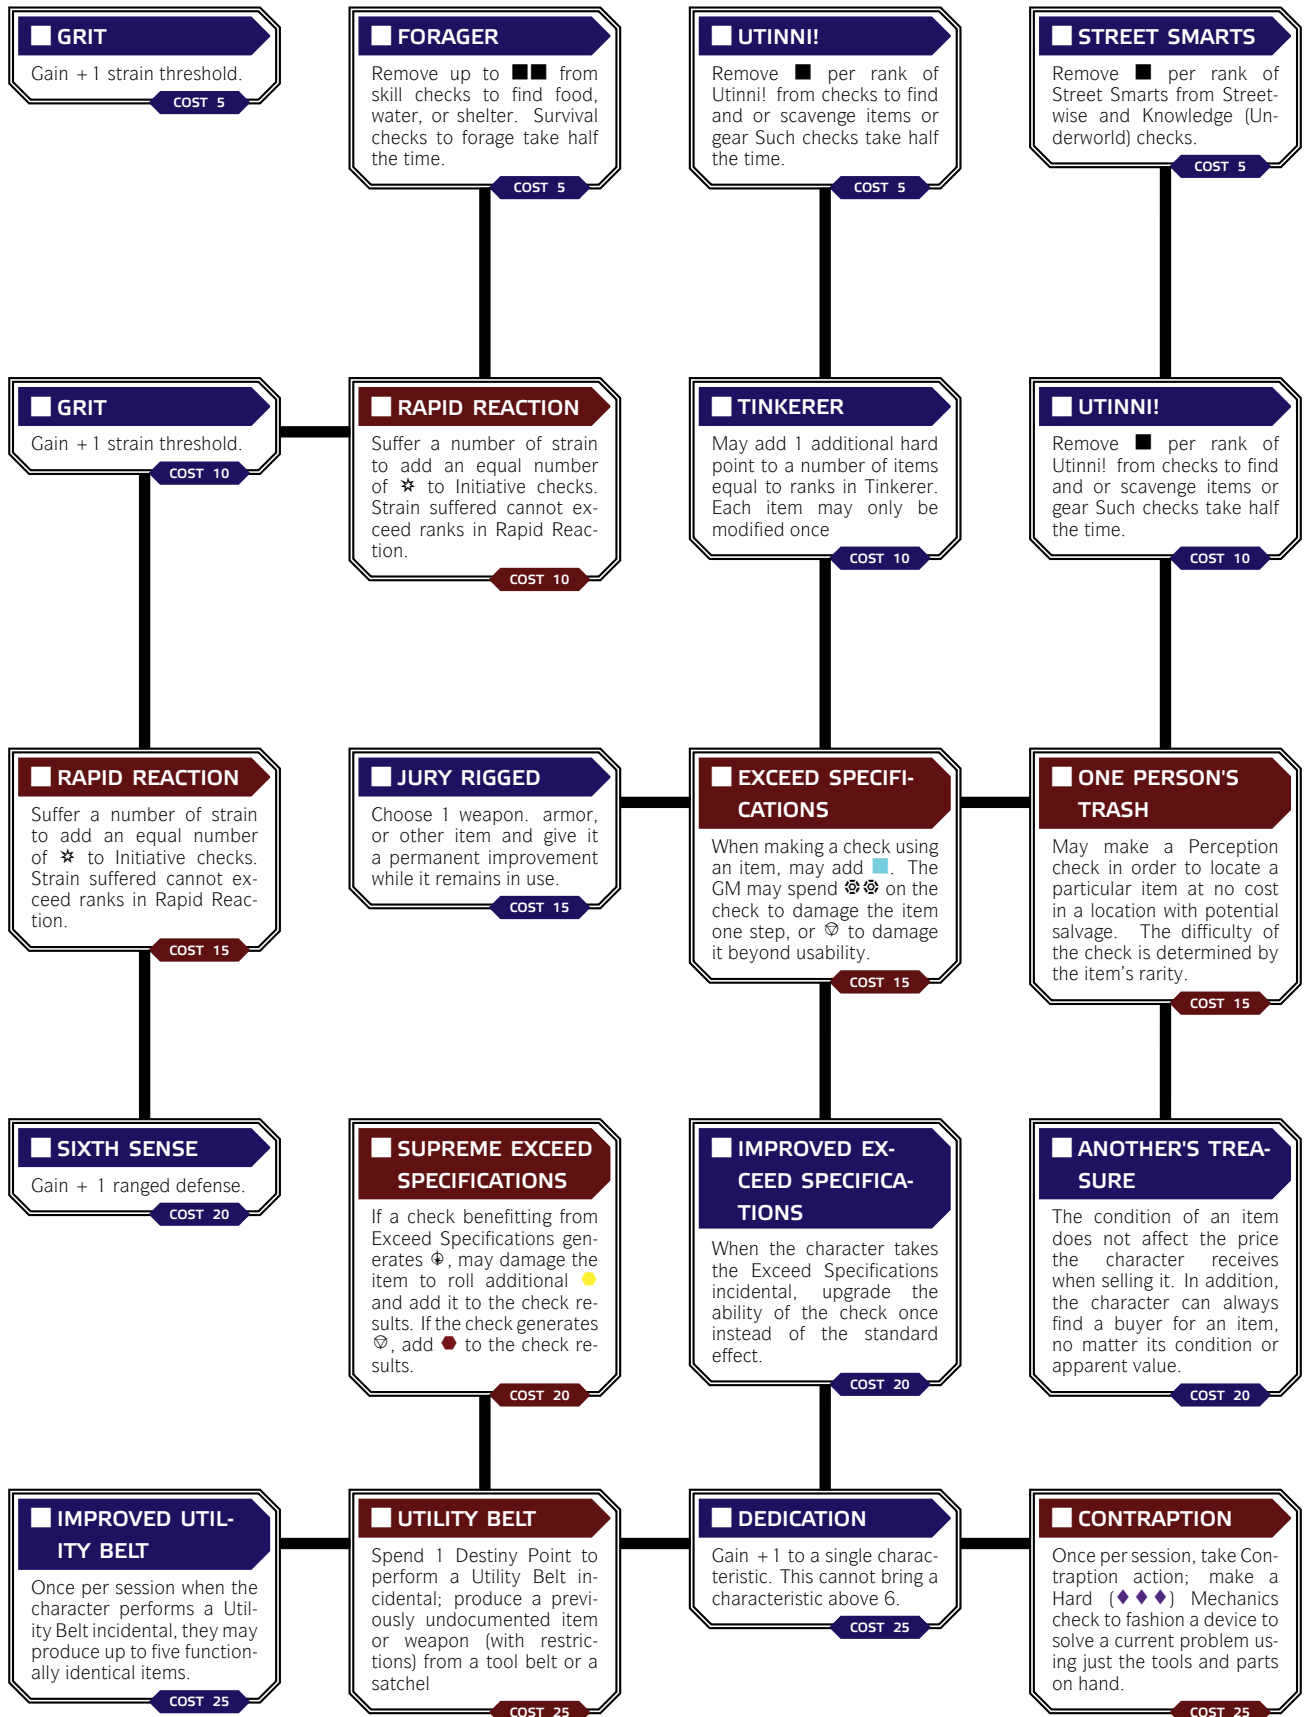 GRIT
Gain +1 strain threshold.
COST 5
FORAGER
Remove up to ■■ from
skill checks to find food,
water, or shelter. Survival
checks to forage take half
the time.
COST 5
UTINNI!
Remove ■ per rank of
Utinni! from checks to find
and or scavenge items or
gear Such checks take half
the time.
COST 5
STREET SMARTS
Remove ■ per rank of
Street Smarts from Street-
wise and Knowledge (Un-
derworld) checks.
COST 5
GRIT
Gain +1 strain threshold.
COST 10
RAPID REACTION
Suffer a number of strain
to add an equal number
of to Initiative checks.
Strain suffered cannot ex-
ceed ranks in Rapid Reac-
tion.
COST 10
TINKERER
May add 1 additional hard
point to a number of items
equal to ranks in Tinkerer.
Each item may only be
modified once
COST 10
UTINNI!
Remove ■ per rank of
Utinni! from checks to find
and or scavenge items or
gear Such checks take half
the time.
COST 10
RAPID REACTION
Suffer a number of strain
to add an equal number
of to Initiative checks.
Strain suffered cannot ex-
ceed ranks in Rapid Reac-
tion.
COST 15
JURY RIGGED
Choose 1 weapon. armor,
or other item and give it
a permanent improvement
while it remains in use.
COST 15
EXCEED SPECIFI-
CATIONS
When making a check using
an item, may add ■. The
GM may spend on the
check to damage the item
one step, or to damage
it beyond usability.
COST 15
ONE PERSON'S
TRASH
May make a Perception
check in order to locate a
particular item at no cost
in a location with potential
salvage. The difficulty of
the check is determined by
the item's rarity.
COST 15
SIXTH SENSE
Gain +1 ranged defense.
COST 20
SUPREME EXCEED
SPECIFICATIONS
If a check benefitting from
Exceed Specifications gen-
erates , may damage the
item to roll additional
and add it to the check re-
sults. If the check generates
, add to the check re-
sults.
COST 20
IMPROVED EX-
CEED SPECIFICA-
TIONS
When the character takes
the Exceed Specifications
incidental, upgrade the
ability of the check once
instead of the standard
effect.
COST 20
ANOTHER'S TREA-
SURE
The condition of an item
does not affect the price
the character receives
when selling it. In addition,
the character can always
find a buyer for an item,
no matter its condition or
apparent value.
COST 20
IMPROVED UTIL-
ITY BELT
Once per session when the
character performs a Util-
ity Belt incidental, they may
produce up to five function-
ally identical items.
COST 25
UTILITY BELT
Spend 1 Destiny Point to
perform a Utility Belt in-
cidental; produce a previ-
ously undocumented item
or weapon (with restric-
tions) from a tool belt or a
satchel
COST 25
DEDICATION
Gain +1 to a single charac-
teristic. This cannot bring a
characteristic above 6.
COST 25
CONTRAPTION
Once per session, take Con-
traption action; make a
Hard (♦♦♦) Mechanics
check to fashion a device to
solve a current problem us-
ing just the tools and parts
on hand.
COST 25